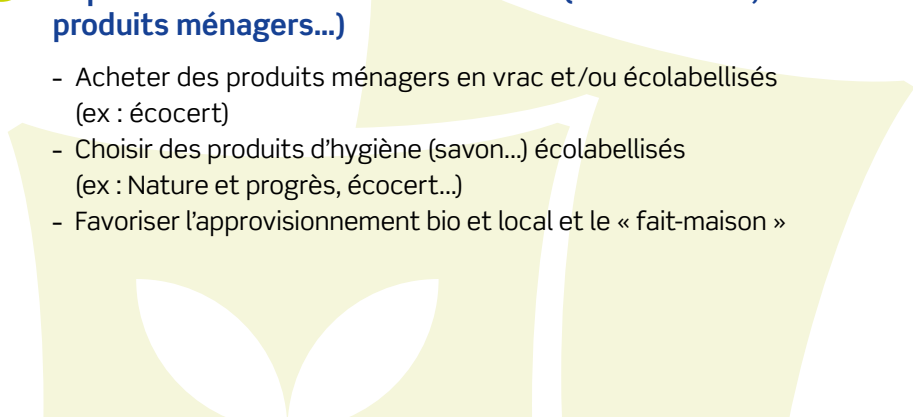 produits ménagers...)
- Acheter des produits ménagers en vrac et/ou écolabellisés
(ex : écocert)
- Choisir des produits d'hygiène (savon...) écolabellisés
(ex : Nature et progrès, écocert...)
- Favoriser l'approvisionnement bio et local et le « fait-maison »